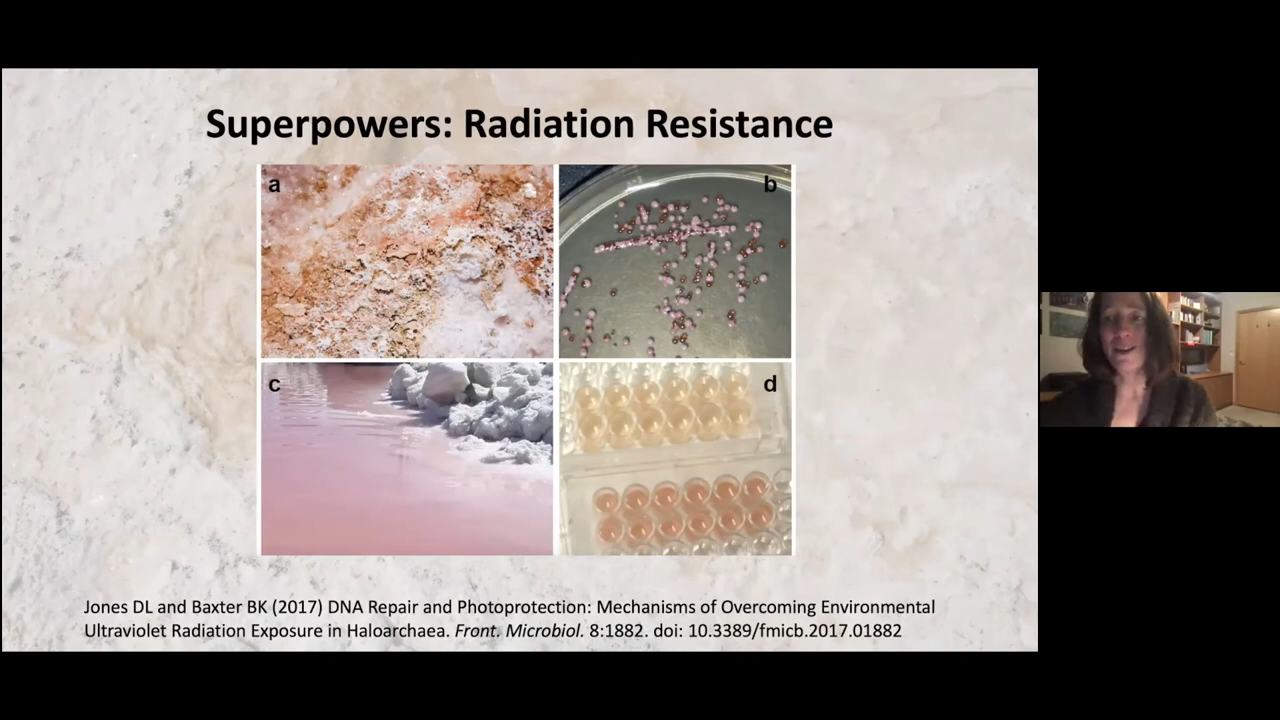 Superpowers: Radiation Resistance
a
b
c
d
Jones DL and Baxter BK (2017) DNA Repair and Photoprotection: Mechanisms of Overcoming Environmental
Ultraviolet Radiation Exposure in Haloarchaea. Front. Microbiol. 8:1882. doi: 10.3389/fmicb.2017.01882